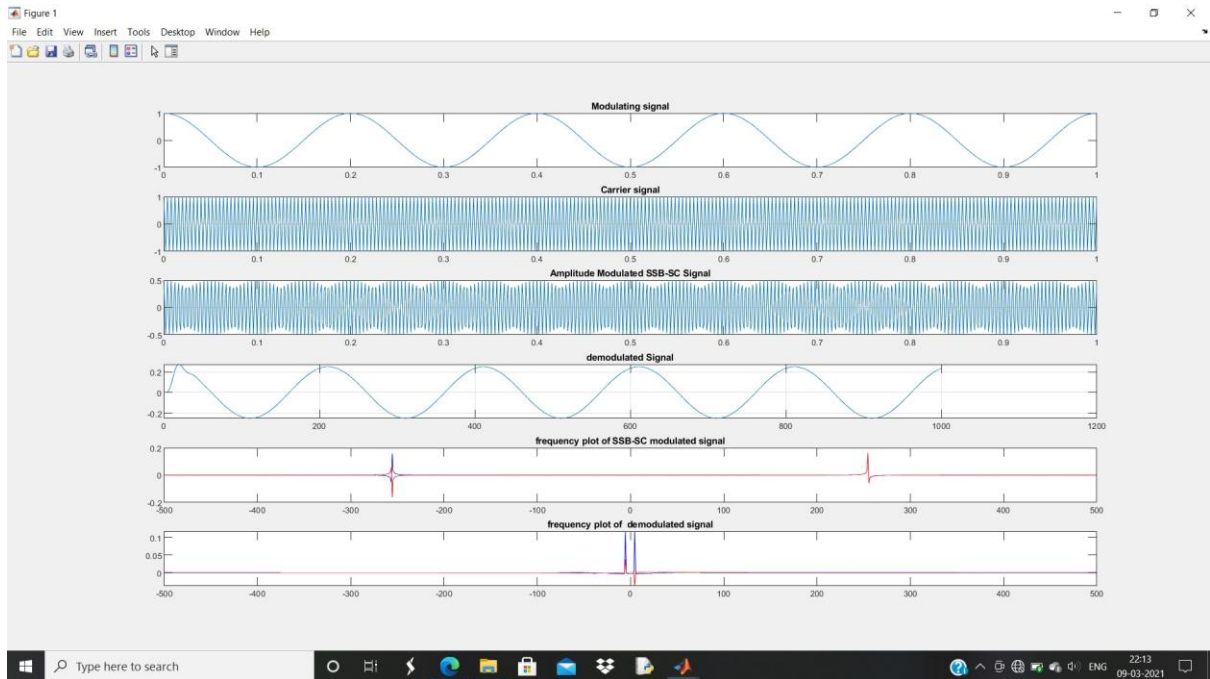 Figure 1
File Edit View Insert Tools Desktop Window Help
Modulating signal
1
0
-1
0 0.1 0.2 0.3 0.4 0.5 0.6 0.7 0.8 0.9 1
Carrier signal
1
0
-1
0 0.1 0.2 0.3 0.4 0.5 0.6 0.7 0.8 0.9 1
Amplitude Modulated SSB-SC Signal
0.5
0
-0.5
0 0.1 0.2 0.3 0.4 0.5 0.6 0.7 0.8 0.9 1
demodulated Signal
0.2
0
-0.2
0 200 400 600 800 1000 1200
frequency plot of SSB-SC modulated signal
0.2
0
-0.2
-500 -400 -300 -200 -100 0 100 200 300 400 500
frequency plot of demodulated signal
0.1
0.05
0
-500 -400 -300 -200 -100 0 100 200 300 400 500
Type here to search
ENG
22:13
09-03-2021